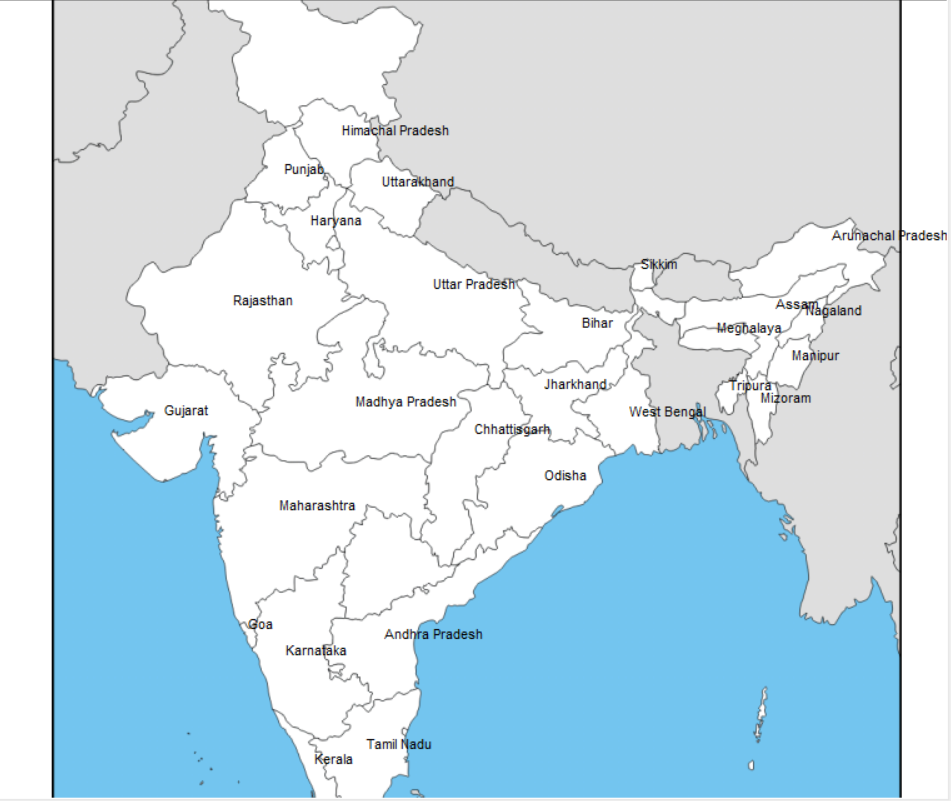 Himachal Pradesh
Punjab
Uttarakhand
Haryana
Arunachal Pradesh
Sikkim
Uttar Pradesh
Rajasthan
Assam
Nagaland
Bihar
Meghalaya
Manipur
Jharkhand
Tripura
Mizoram
Madhya Pradesh
Gujarat
West Bengal
Chhattisgarh
Odisha
Maharashtra
Goa
Andhra Pradesh
Karnataka
Tamil Nadu
Kerala